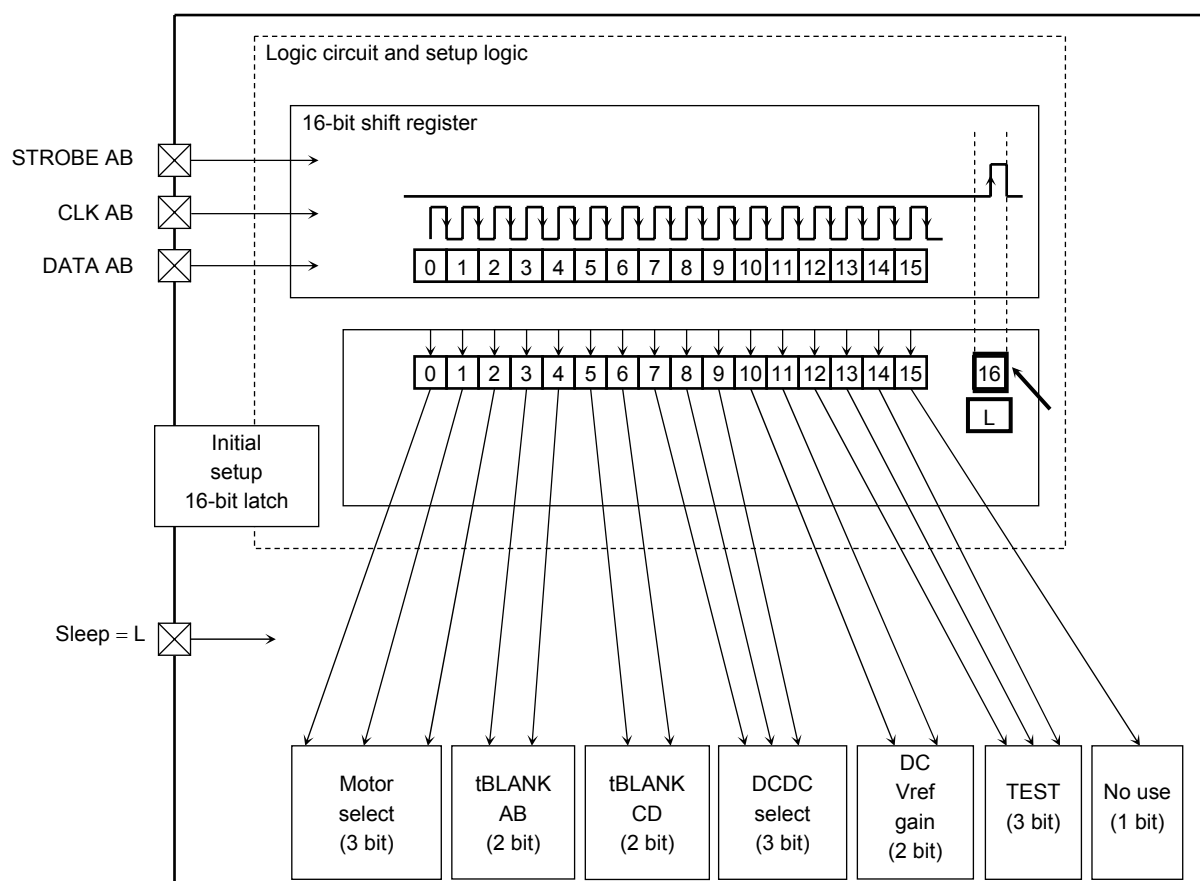 Logic circuit and setup logic
16-bit shift register
STROBE AB
CLK AB
DATA AB
0 1 2 3 4 5 6 7 8 9 10 11 12 13 14 15
0 1 2 3 4 5 6 7 8 9 10 11 12 13 14 15 16
L
Initial
setup
16-bit latch
Sleep = L
Motor
select
(3 bit)
tBLANK
AB
(2 bit)
tBLANK
CD
(2 bit)
DCDC
select
(3 bit)
DC
Vref
gain
(2 bit)
TEST
(3 bit)
No use
(1 bit)